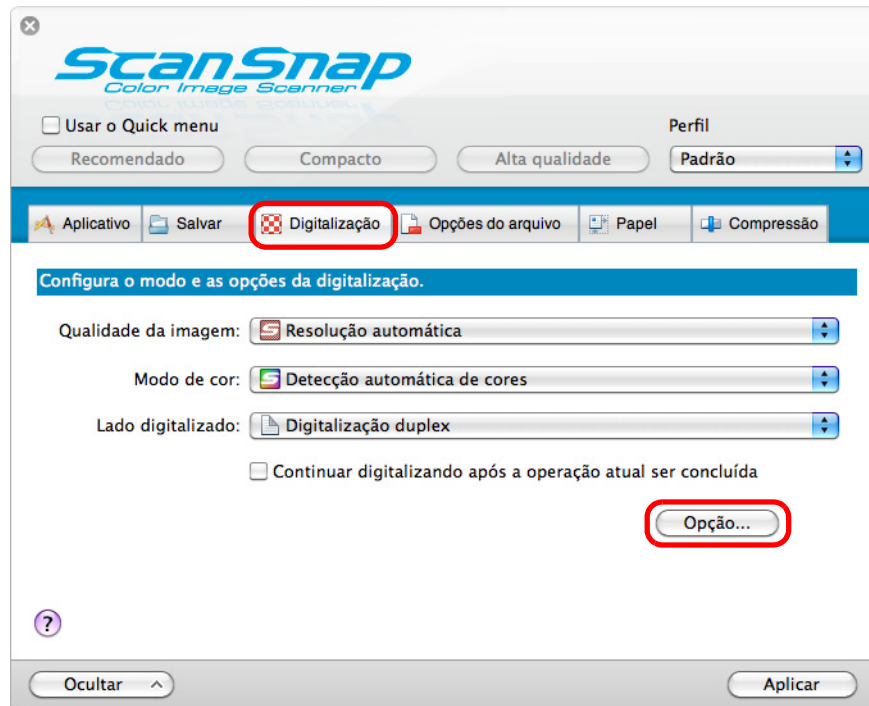 ScanSnap
Color Image Scanner
Usar o Quick menu
Perfil
Recomendado Compacto Alta qualidade Padrão
Aplicativo Salvar Digitalização Opções do arquivo Papel Compressão
Configura o modo e as opções da digitalização.
Qualidade da imagem: Resolução automática
Modo de cor: Detecção automática de cores
Lado digitalizado: Digitalização duplex
Continuar digitalizando após a operação atual ser concluída
Opção...
?
Ocultar Aplicar